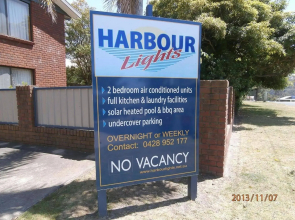 HARBOUR
Lights
2 bedroom air conditioned units
full kitchen & laundry facilities
solar heated pool & bbq area
undercover parking
OVERNIGHT or WEEKLY
Contact: 0428 952 177
NO VACANCY
2013/11/07